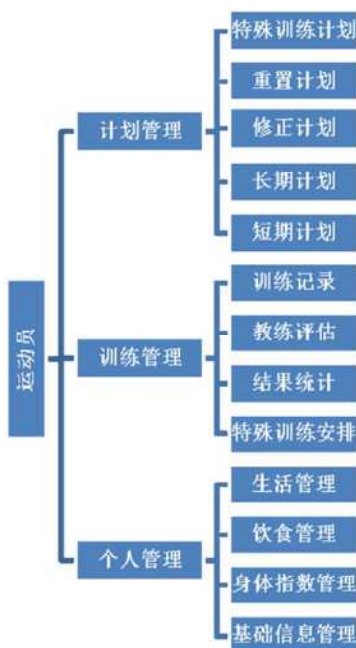 运动员
计划管理
特殊训练计划
重置计划
修正计划
长期计划
短期计划
训练管理
训练记录
教练评估
结果统计
特殊训练安排
个人管理
生活管理
饮食管理
身体指数管理
基础信息管理